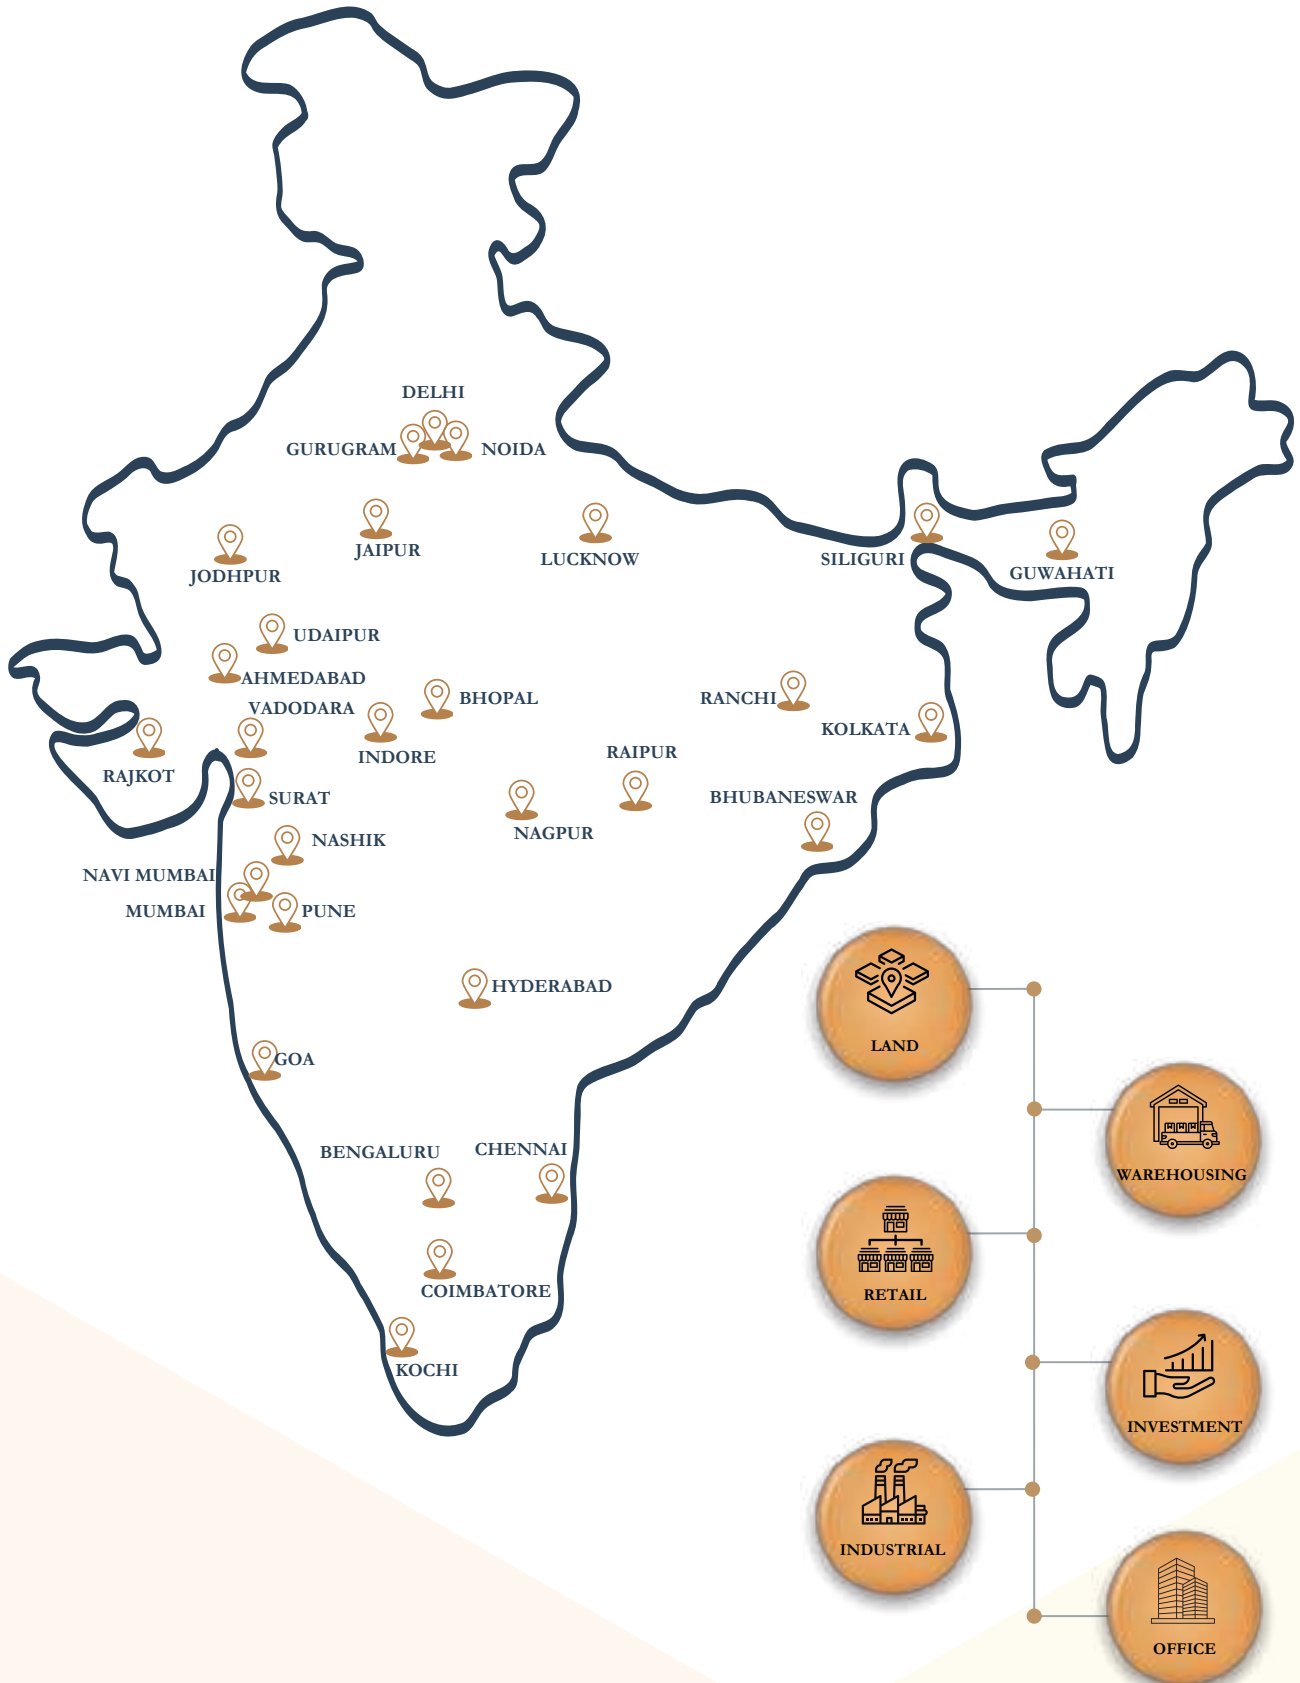 DELHI
GURUGRAM
NOIDA
JAIPUR
LUCKNOW
SILIGURI
GUWAHATI
JODHPUR
UDAIPUR
AHMEDABAD
VADODARA
BHOPAL
RANCHI
KOLKATA
INDORE
RAIPUR
RAJKOT
SURAT
BHUBANESWAR
NAGPUR
NASHIK
NAVI MUMBAI
MUMBAI
PUNE
HYDERABAD
GOA
BENGALURU
CHENNAI
COIMBATORE
KOCHI
LAND
WAREHOUSING
RETAIL
INVESTMENT
INDUSTRIAL
OFFICE